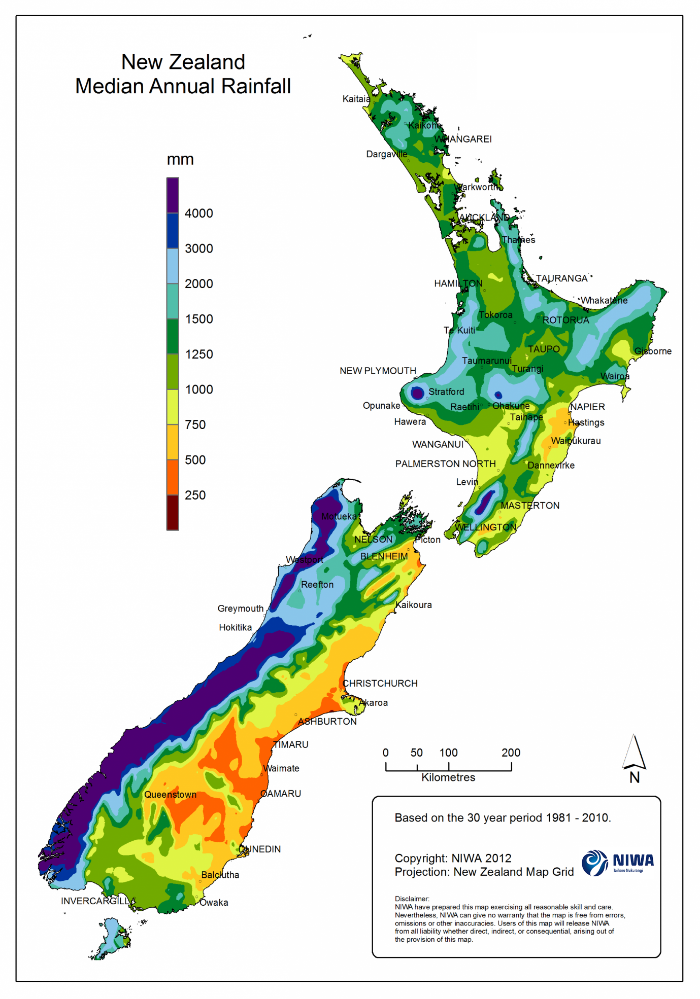 New Zealand
Median Annual Rainfall
mm
4000
3000
2000
1500
1250
1000
750
500
250
Kaitaia
Kaikohe
WHANGAREI
Dargaville
Warkworth
AUCKLAND
Thames
HAMILTON
TAURANGA
Whakatane
Tokoroa
ROTORUA
Te Kuiti
TAUPO
Gisborne
Taumarunui
Turangi
NEW PLYMOUTH
Wairoa
Stratford
Opunake
Raetihi
Ohakune
NAPIER
Hawera
Taihape
Hastings
WANGANUI
Waipukurau
PALMERSTON NORTH
Dannevirke
Levin
MASTERTON
Motueka
WELLINGTON
NELSON
Picton
BLENHEIM
Westport
Reefton
Kaikoura
Greymouth
Hokitika
CHRISTCHURCH
Akaroa
ASHBURTON
TIMARU
Waimate
OAMARU
Queenstown
DUNEDIN
Balclutha
INVERCARGILL
Owaka
0 50 100 200
Kilometres
N
Based on the 30 year period 1981 - 2010.
Copyright: NIWA 2012
Projection: New Zealand Map Grid
NIWA
Taihoro Nukurangi
Disclaimer:
NIWA have prepared this map exercising all reasonable skill and care.
Nevertheless, NIWA can give no warranty that the map is free from errors,
omissions or other inaccuracies. Users of this map will release NIWA
from all liability whether direct, indirect, or consequential, arising out of
the provision of this map.